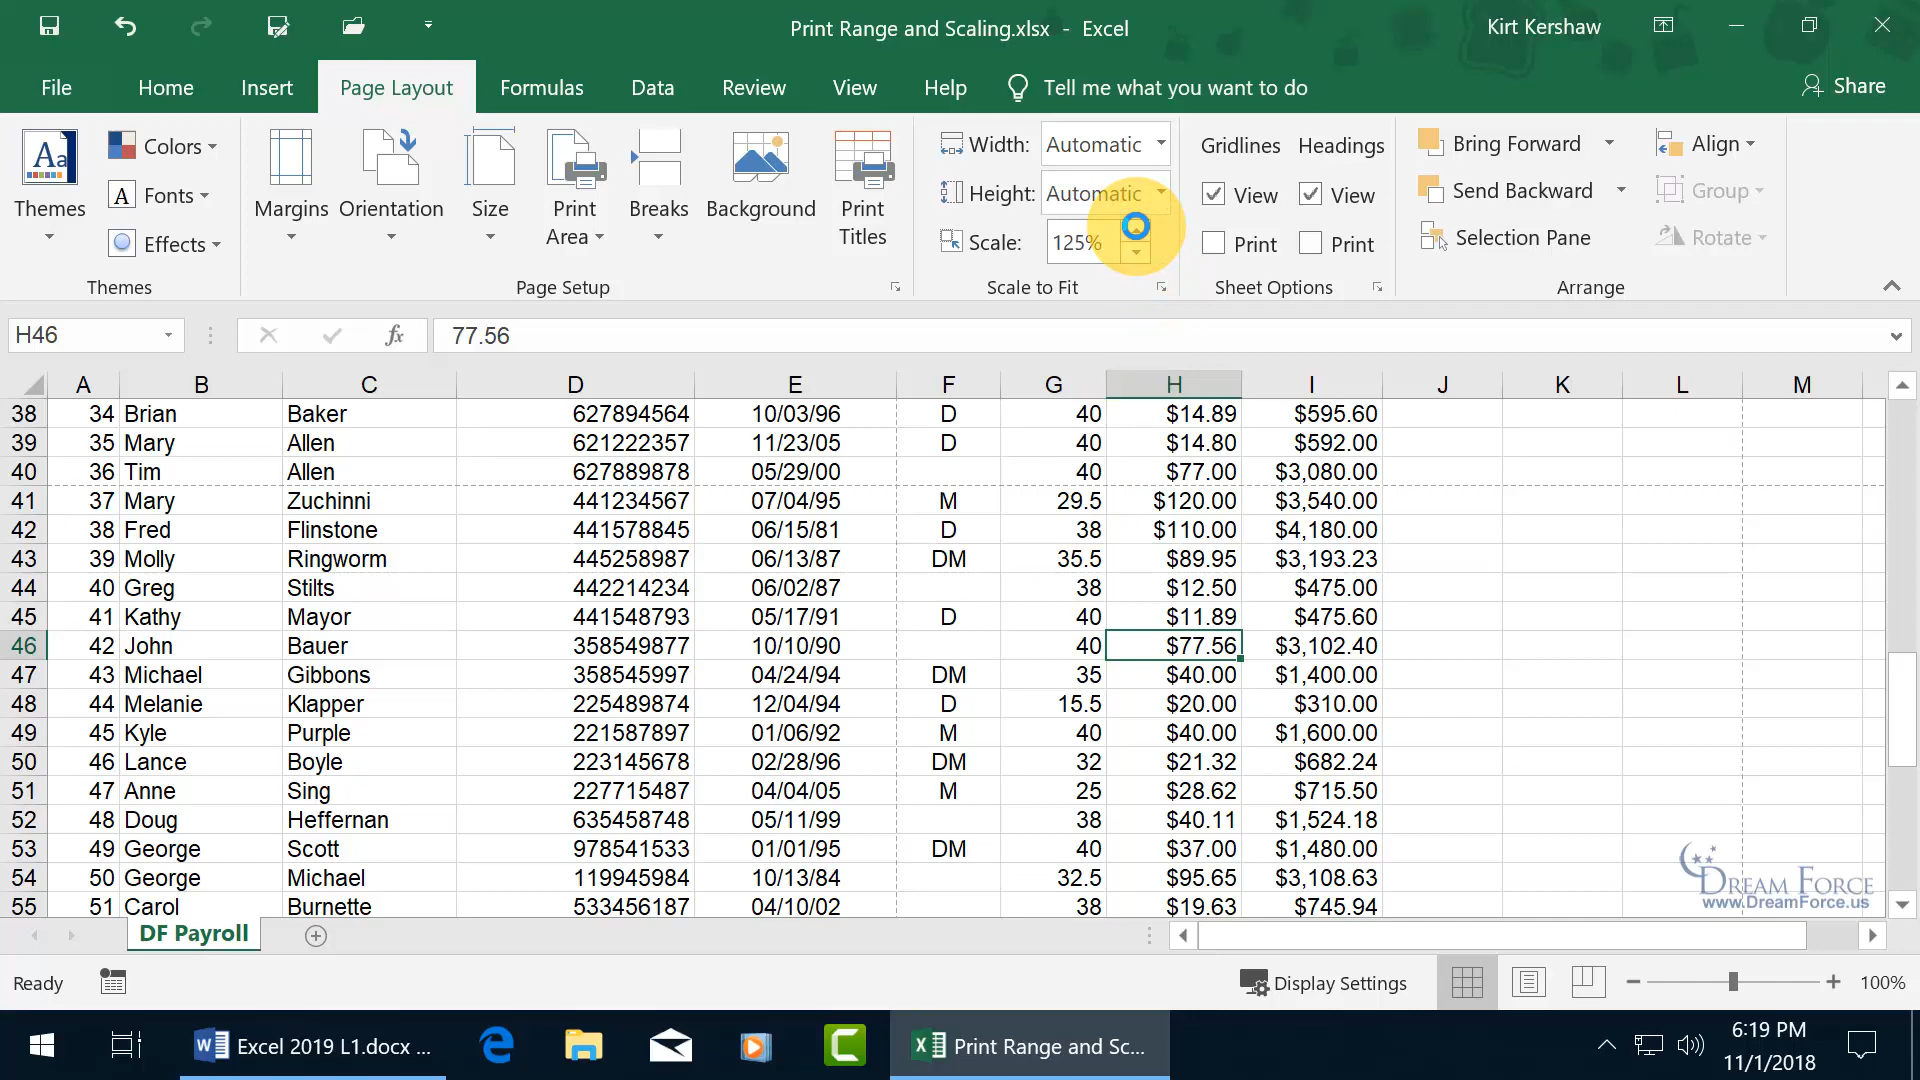 Print Range and Scaling.xlsx - Excel
Kirt Kershaw
File Home Insert Page Layout Formulas Data Review View Help Tell me what you want to do Share
Themes
Colors
Fonts
Effects
Themes
Margins
Orientation
Size
Print
Area
Breaks
Background
Print
Titles
Page Setup
Width: Automatic
Height: Automatic
Scale: 125%
Scale to Fit
Gridlines Headings
View View
Print Print
Sheet Options
Bring Forward
Send Backward
Selection Pane
Align
Group
Rotate
Arrange
H46 fx 77.56
A B C D E F G H I J K L M
38 34 Brian Baker 627894564 10/03/96 D 40 $14.89 $595.60
39 35 Mary Allen 621222357 11/23/05 D 40 $14.80 $592.00
40 36 Tim Allen 627889878 05/29/00 40 $77.00 $3,080.00
41 37 Mary Zuchinni 441234567 07/04/95 M 29.5 $120.00 $3,540.00
42 38 Fred Flinstone 441578845 06/15/81 D 38 $110.00 $4,180.00
43 39 Molly Ringworm 445258987 06/13/87 DM 35.5 $89.95 $3,193.23
44 40 Greg Stilts 442214234 06/02/87 38 $12.50 $475.00
45 41 Kathy Mayor 441548793 05/17/91 D 40 $11.89 $475.60
46 42 John Bauer 358549877 10/10/90 40 $77.56 $3,102.40
47 43 Michael Gibbons 358545997 04/24/94 DM 35 $40.00 $1,400.00
48 44 Melanie Klapper 225489874 12/04/94 D 15.5 $20.00 $310.00
49 45 Kyle Purple 221587897 01/06/92 M 40 $40.00 $1,600.00
50 46 Lance Boyle 223145678 02/28/96 DM 32 $21.32 $682.24
51 47 Anne Sing 227715487 04/04/05 M 25 $28.62 $715.50
52 48 Doug Heffernan 635458748 05/11/99 38 $40.11 $1,524.18
53 49 George Scott 978541533 01/01/95 DM 40 $37.00 $1,480.00
54 50 George Michael 119945984 10/13/84 32.5 $95.65 $3,108.63
55 51 Carol Burnette 533456187 04/10/02 38 $19.63 $745.94
Dream Force
www.DreamForce.us
DF Payroll
Ready
Display Settings
100%
Excel 2019 L1.docx ...
Print Range and Sc...
6:19 PM
11/1/2018